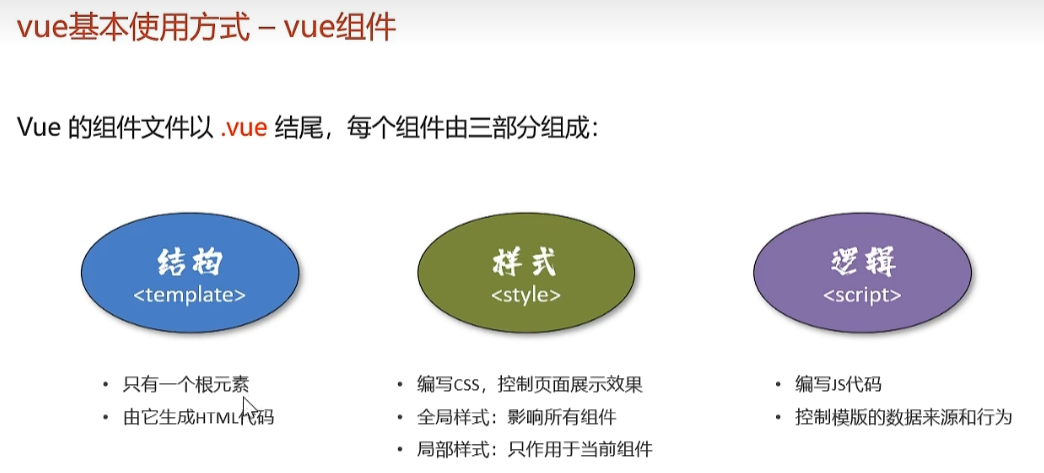 vue基本使用方式 – vue组件
Vue 的组件文件以 .vue 结尾，每个组件由三部分组成：
结构
<template>
样式
<style>
逻辑
<script>
• 只有一个根元素
• 由它生成HTML代码
• 编写CSS，控制页面展示效果
• 全局样式：影响所有组件
• 局部样式：只作用于当前组件
• 编写JS代码
• 控制模版的数据来源和行为